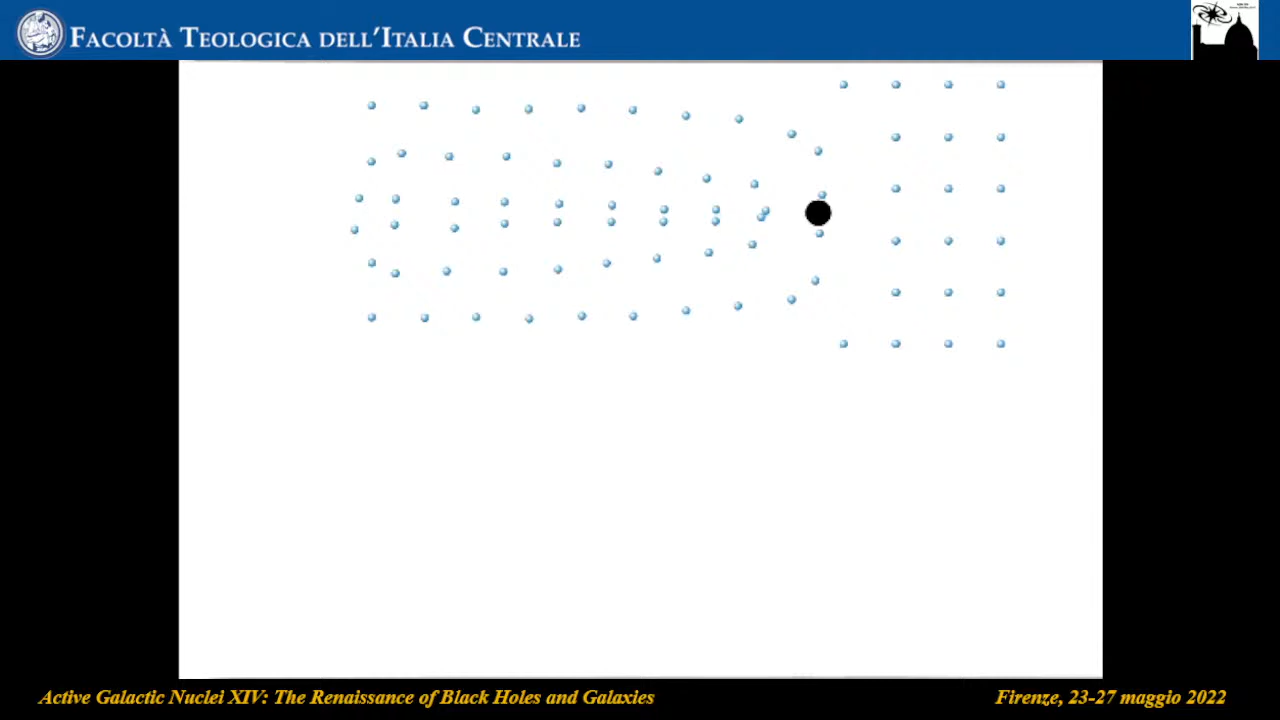 FACOLTÀ TEOLOGICA DELL'ITALIA CENTRALE
Active Galactic Nuclei XIV: The Renaissance of Black Holes and Galaxies
Firenze, 23-27 maggio 2022